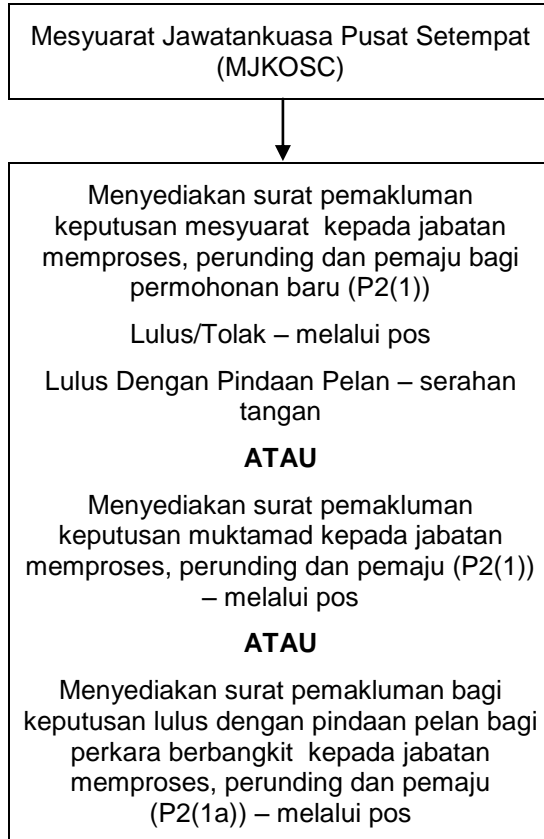 Mesyuarat Jawatankuasa Pusat Setempat
(MJKOSC)
Menyediakan surat pemakluman
keputusan mesyuarat kepada jabatan
memproses, perunding dan pemaju bagi
permohonan baru (P2(1))
Lulus/Tolak – melalui pos
Lulus Dengan Pindaan Pelan – serahan
tangan
ATAU
Menyediakan surat pemakluman
keputusan muktamad kepada jabatan
memproses, perunding dan pemaju (P2(1))
– melalui pos
ATAU
Menyediakan surat pemakluman bagi
keputusan lulus dengan pindaan pelan bagi
perkara berbangkit kepada jabatan
memproses, perunding dan pemaju
(P2(1a)) – melalui pos